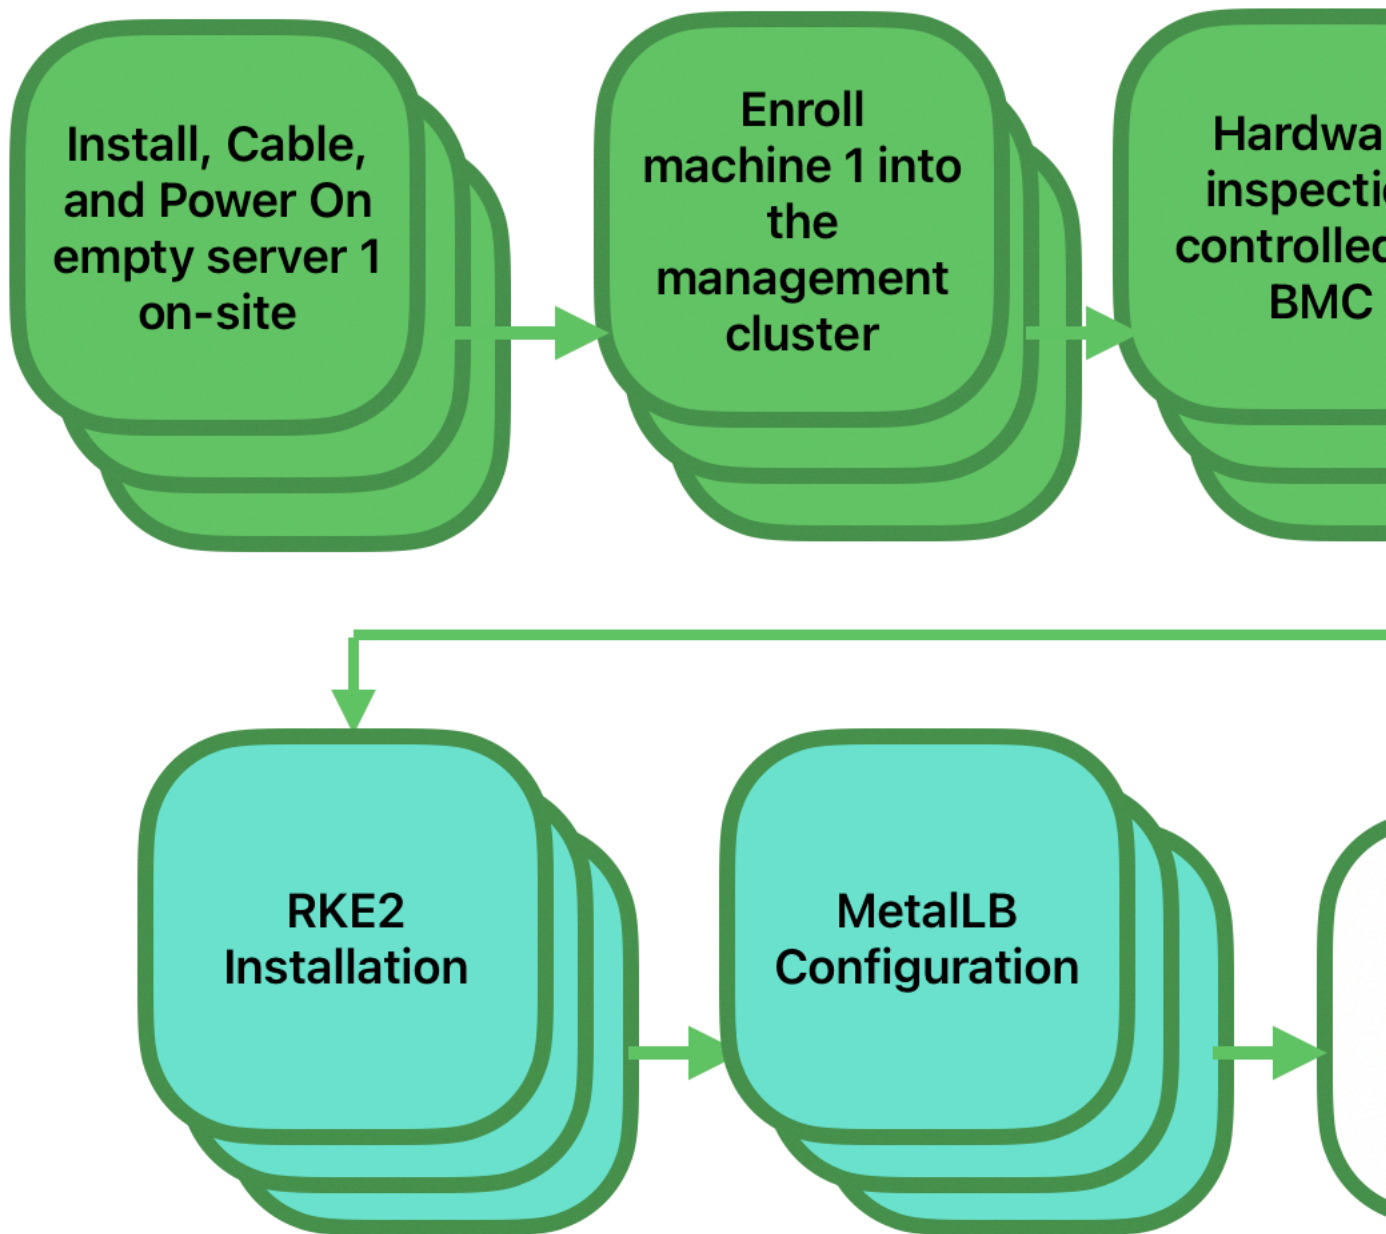 Install, Cable,
and Power On
empty server 1
on-site
Enroll
machine 1 into
the
management
cluster
BMC
RKE2
Installation
MetalLB
Configuration